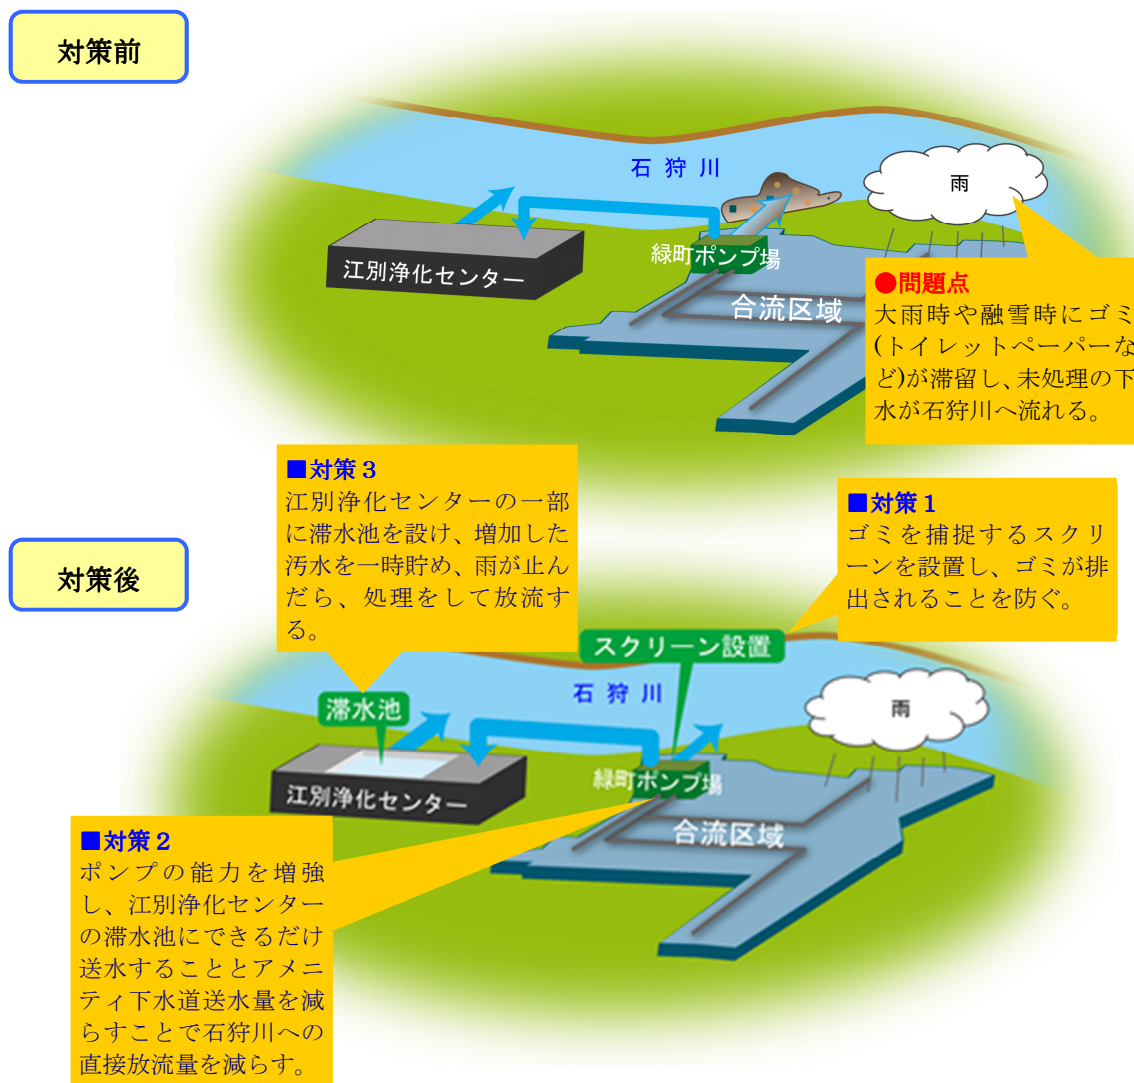 対策前
石狩川
雨
緑町ポンプ場
江別浄化センター
合流区域
●問題点
大雨時や融雪時にゴミ
(トイレットペーパーな
ど)が滞留し、未処理の下
水が石狩川へ流れる。
■対策3
江別浄化センターの一部
に滞水池を設け、増加した
汚水を一時貯め、雨が止ん
だら、処理をして放流す
る。
■対策1
ゴミを捕捉するスクリ
ーンを設置し、ゴミが排
出されることを防ぐ。
対策後
スクリーン設置
石狩川
滞水池
雨
緑町ポンプ場
江別浄化センター
合流区域
■対策2
ポンプの能力を増強
し、江別浄化センター
の滞水池にできるだけ
送水することとアメニ
ティ下水道送水量を減
らすことで石狩川への
直接放流量を減らす。